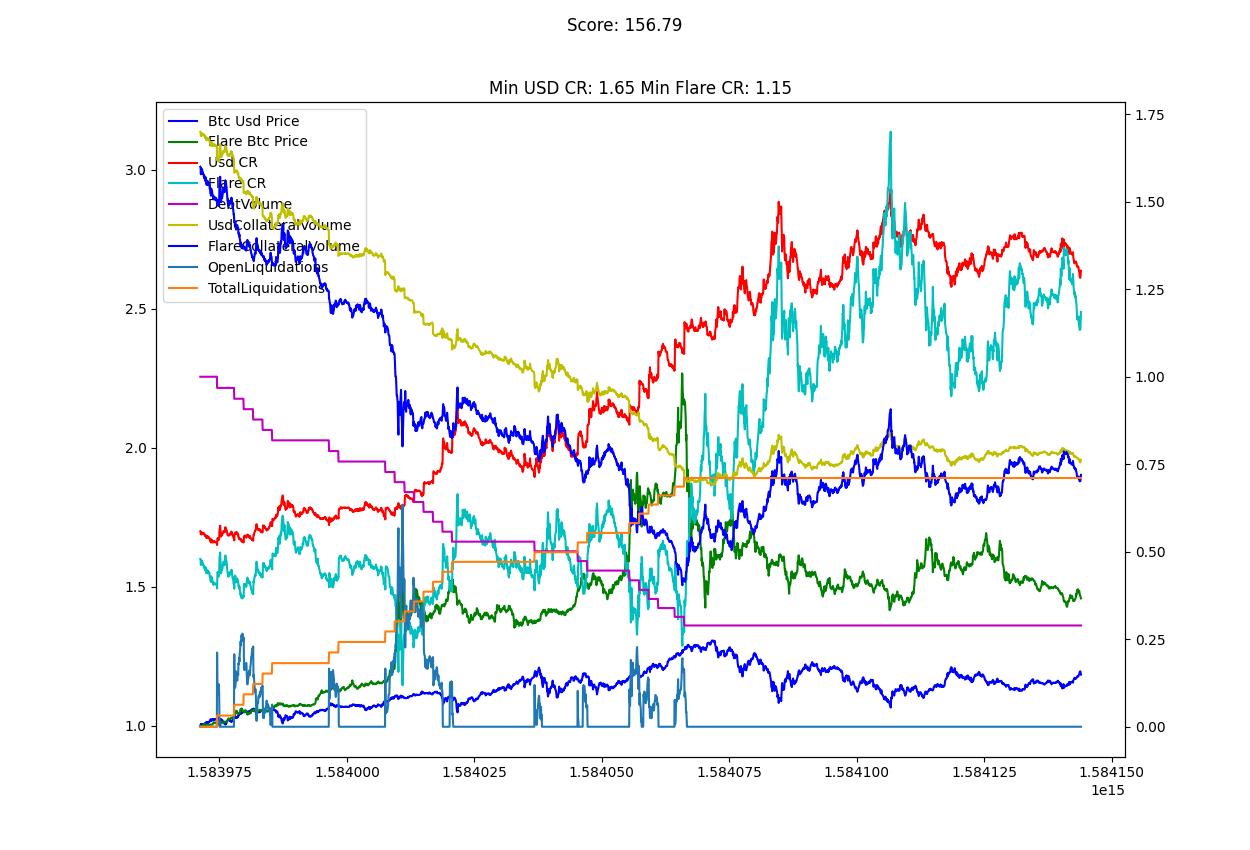 Score: 156.79
Min USD CR: 1.65 Min Flare CR: 1.15
Btc Usd Price
Flare Btc Price
Usd CR
Flare CR
DebtVolume
UsdCollateralVolume
FlareCollateralVolume
OpenLiquidations
TotalLiquidations
3.0
2.5
2.0
1.5
1.0
1.75
1.50
1.25
1.00
0.75
0.50
0.25
0.00
1.583975 1.584000 1.584025 1.584050 1.584075 1.584100 1.584125 1.584150
1e15